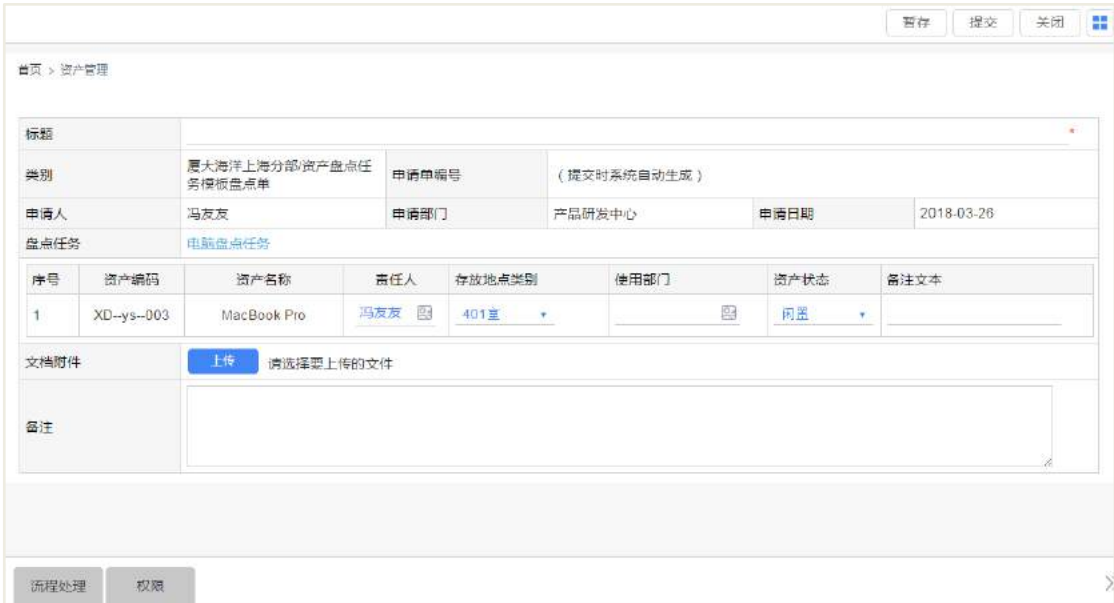 暂存 提交 关闭
首页 > 资产管理
标题 *
类别 厦大海洋上海分部/资产盘点任务模板盘点单 申请单编号 （提交时系统自动生成）
申请人 冯友友 申请部门 产品研发中心 申请日期 2018-03-26
盘点任务 电脑盘点任务
序号 资产编码 资产名称 责任人 存放地点类别 使用部门 资产状态 备注文本
1 XD--ys--003 MacBook Pro 冯友友 401室 闲置
文档附件 上传 请选择要上传的文件
备注
流程处理 权限